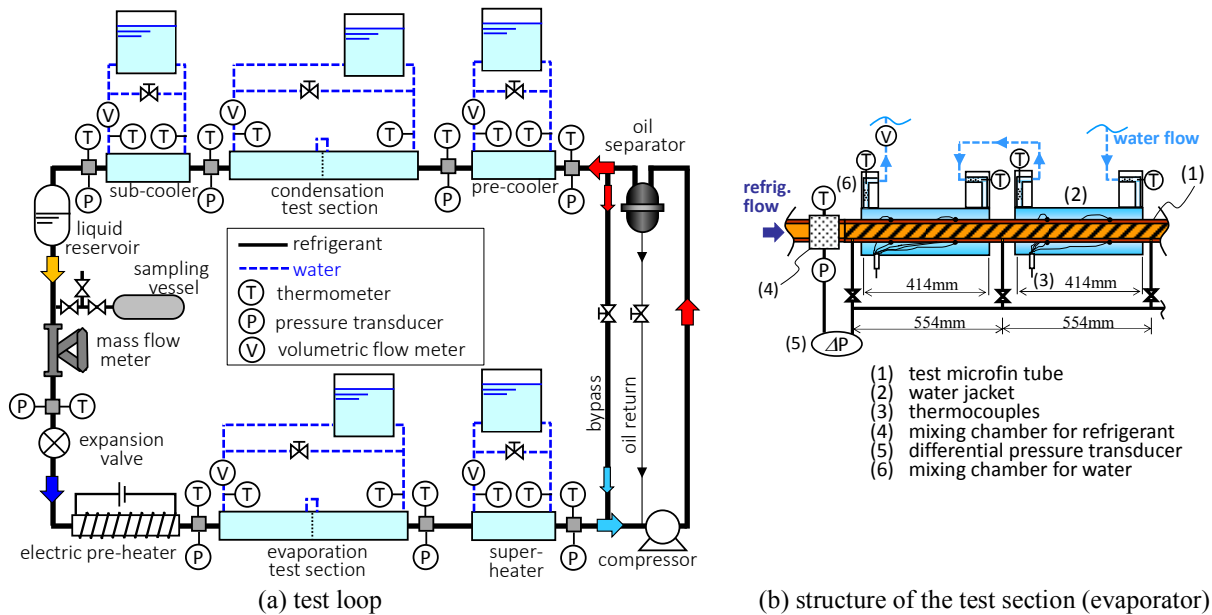 V
T
T
T
P
sub-cooler
T
P
V
T
T
condensation
test section
T
P
V
T
T
pre-cooler
T
P
oil
separator
liquid
reservoir
sampling
vessel
mass flow
meter
refrigerant
water
T
thermometer
P
pressure transducer
V
volumetric flow meter
P
T
expansion
valve
bypass
oil return
electric pre-heater
T
P
V
T
T
evaporation
test section
T
P
V
T
T
super-
heater
T
P
compressor
(a) test loop
V
water flow
T
(6)
T
T
(2)
T
(1)
refrig.
flow
T
P
(4)
(3)
414mm
414mm
554mm
554mm
(5)
ΔP
(1) test microfin tube
(2) water jacket
(3) thermocouples
(4) mixing chamber for refrigerant
(5) differential pressure transducer
(6) mixing chamber for water
(b) structure of the test section (evaporator)